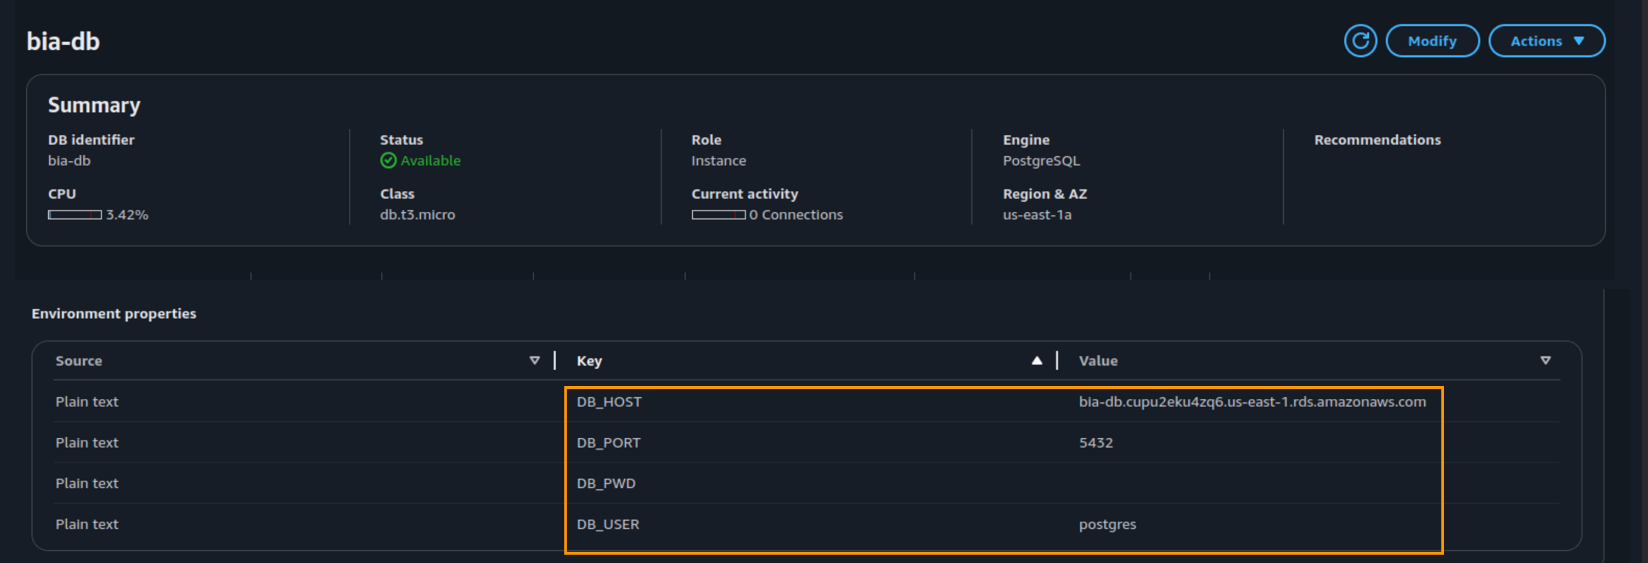 bia-db
Modify
Actions
Summary
DB identifier
Status
Role
Engine
Recommendations
bia-db
Available
Instance
PostgreSQL
CPU
Class
Current activity
Region & AZ
3.42%
db.t3.micro
0 Connections
us-east-1a
Environment properties
Source Key Value
Plain text DB_HOST bia-db.cupu2eku4zq6.us-east-1.rds.amazonaws.com
Plain text DB_PORT 5432
Plain text DB_PWD
Plain text DB_USER postgres